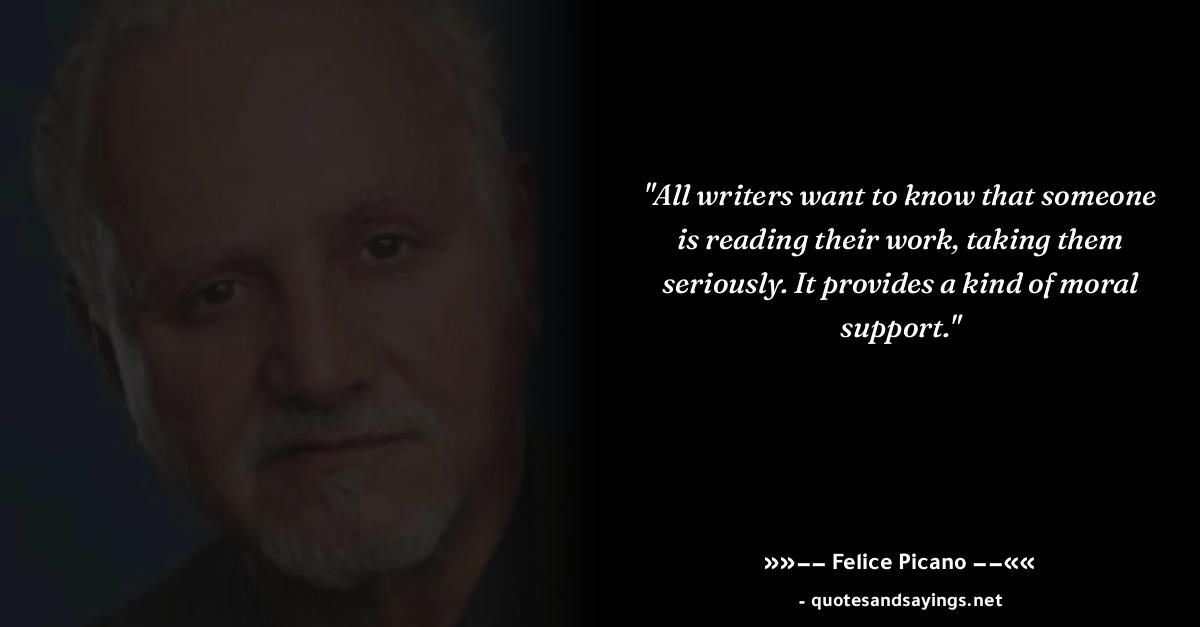 "All writers want to know that someone
is reading their work, taking them
seriously. It provides a kind of moral
support."
»»−− Felice Picano −−««
- quotesandsayings.net